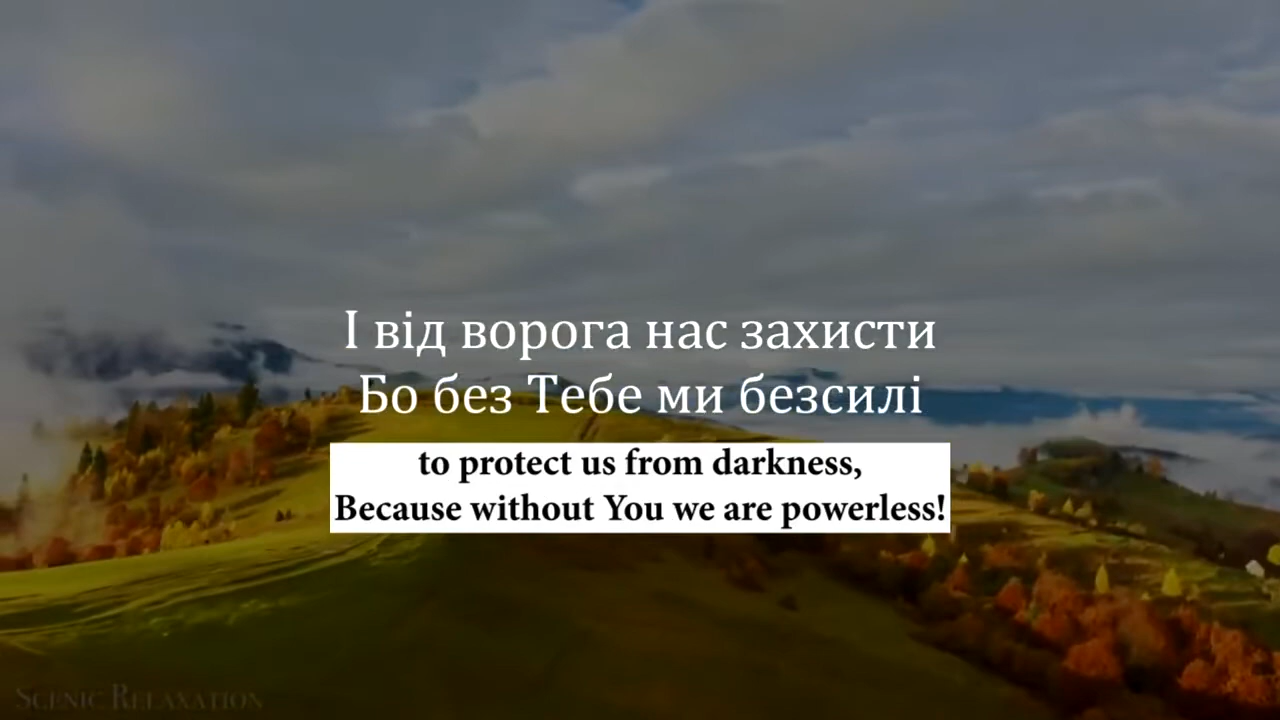 І від ворога нас захисти
Бо без Тебе ми безсилі
to protect us from darkness,
Because without You we are powerless!
SCENIC RELAXATION